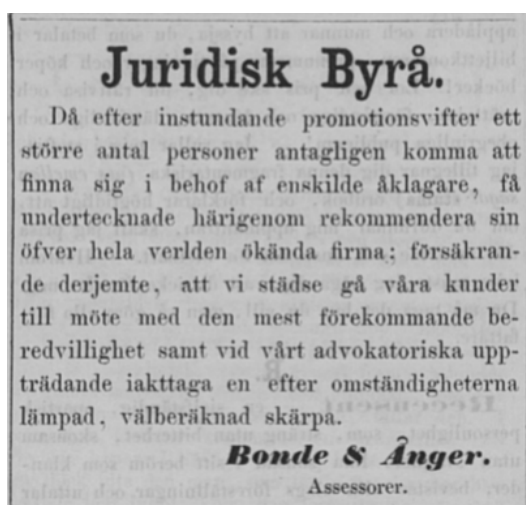 Juridisk Byrå.
Då efter instundande promotionsvifter ett
större antal personer antagligen komma att
finna sig i behof af enskilde åklagare, få
undertecknade härigenom rekommendera sin
öfver hela verlden ökända firma; försäkran-
de derjemte, att vi städse gå våra kunder
till möte med den mest förekommande be-
redvillighet samt vid vårt advokatoriska upp-
trädande iakttaga en efter omständigheterna
lämpad, välberäknad skärpa.
Bonde & Ånger.
Assessorer.